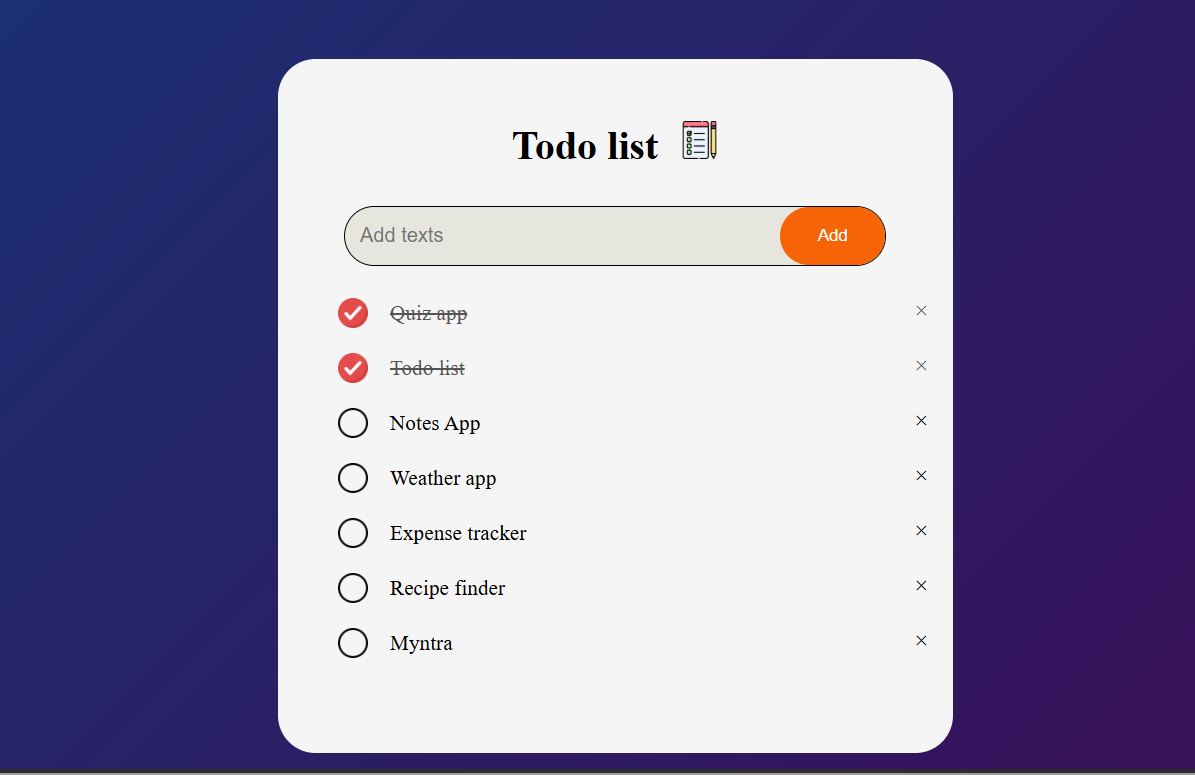 Todo list
Add texts
Add
Quiz app ×
Todo list ×
Notes App ×
Weather app ×
Expense tracker ×
Recipe finder ×
Myntra ×